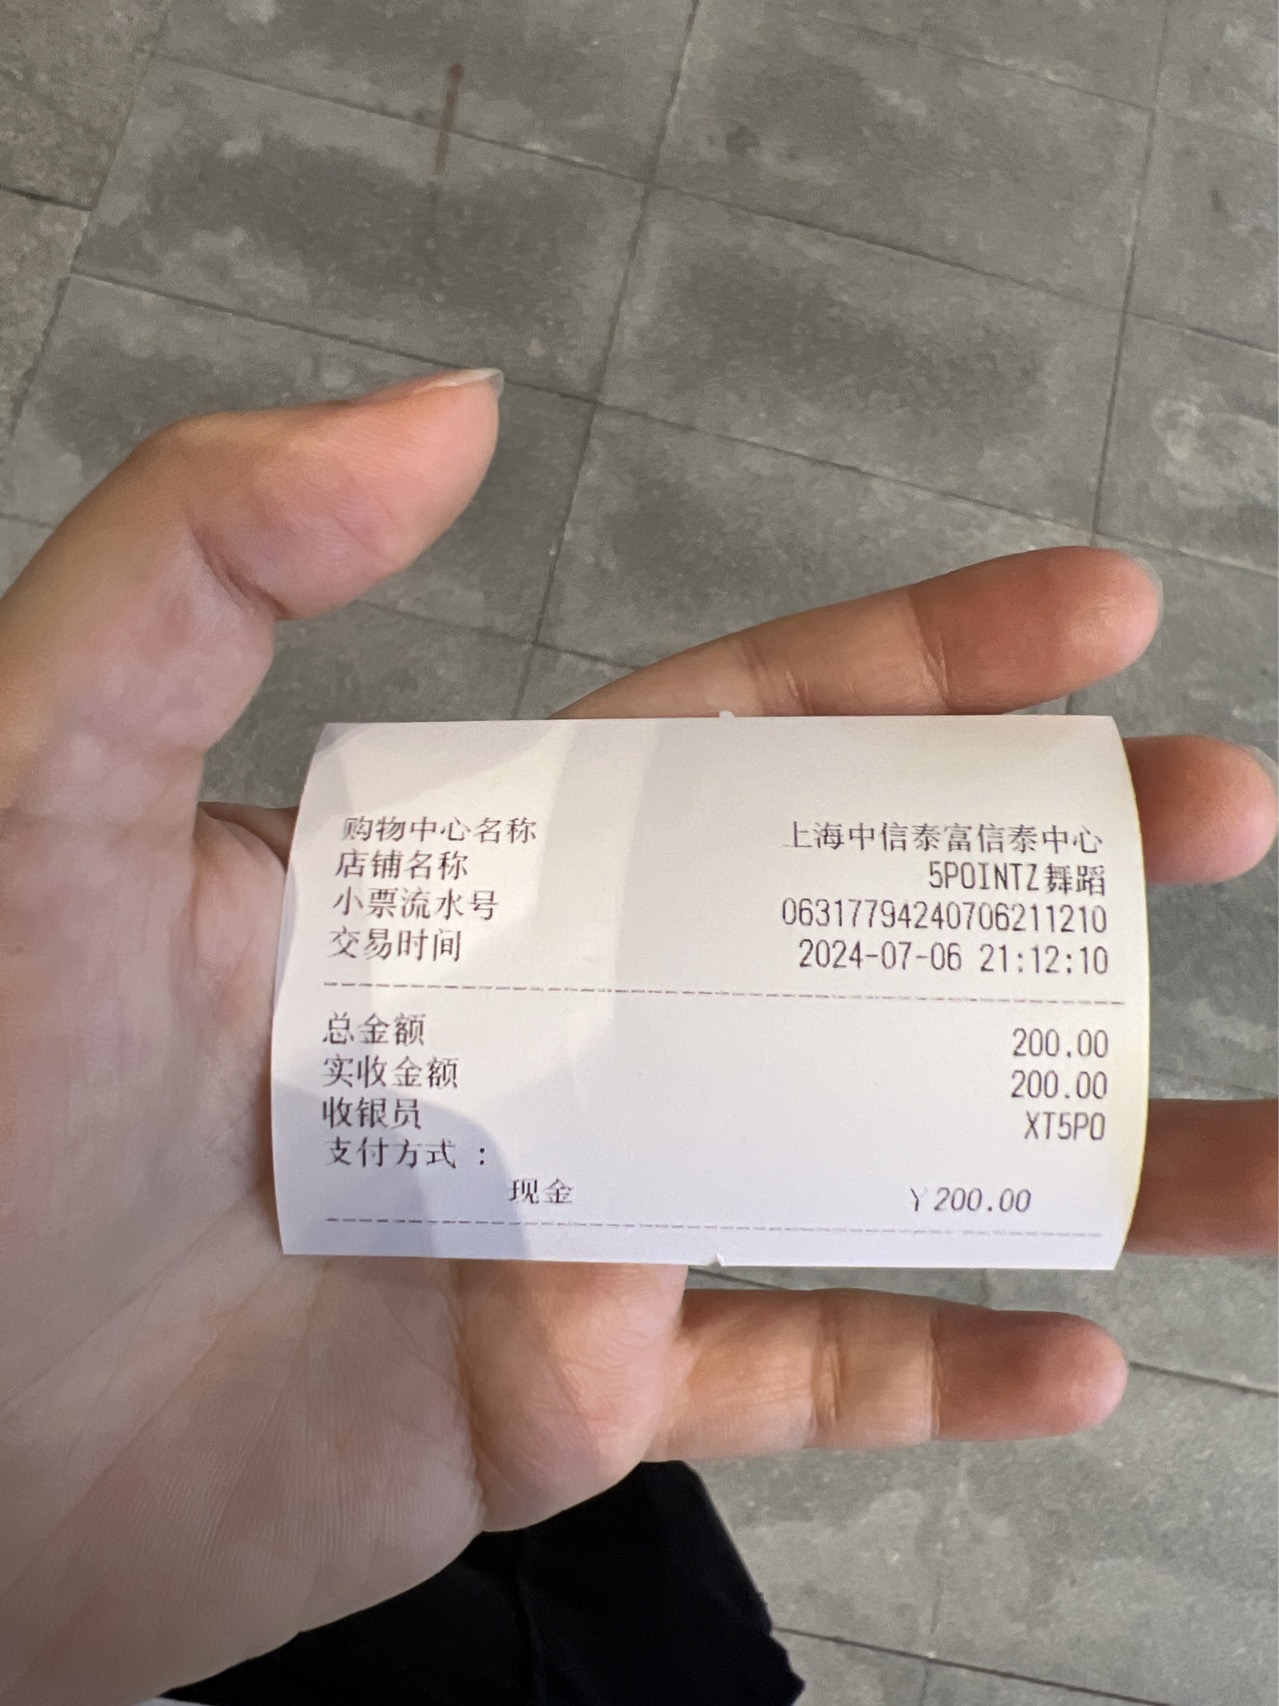 购物中心名称 上海中信泰富信泰中心
店铺名称 5POINTZ舞蹈
小票流水号 06317794240706211210
交易时间 2024-07-06 21:12:10
总金额 200.00
实收金额 200.00
收银员 XT5PO
支付方式：
现金 ¥200.00